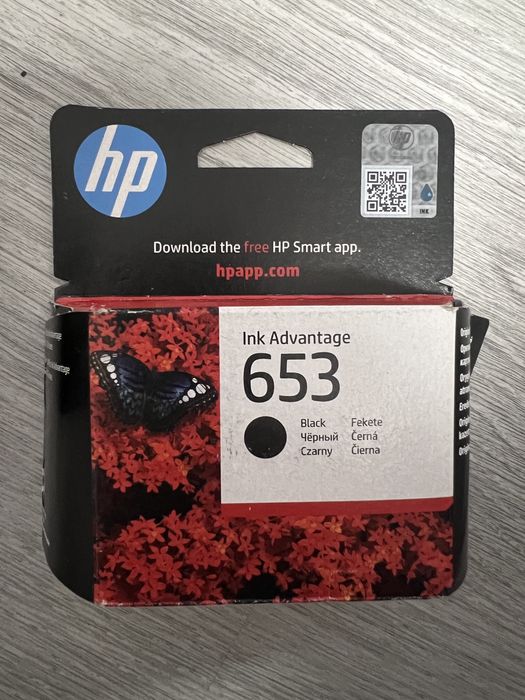 hp
hp
INK
Download the free HP Smart app.
hpapp.com
Ink Advantage
653
Black Fekete
Чёрный Černá
Czarny Čierna